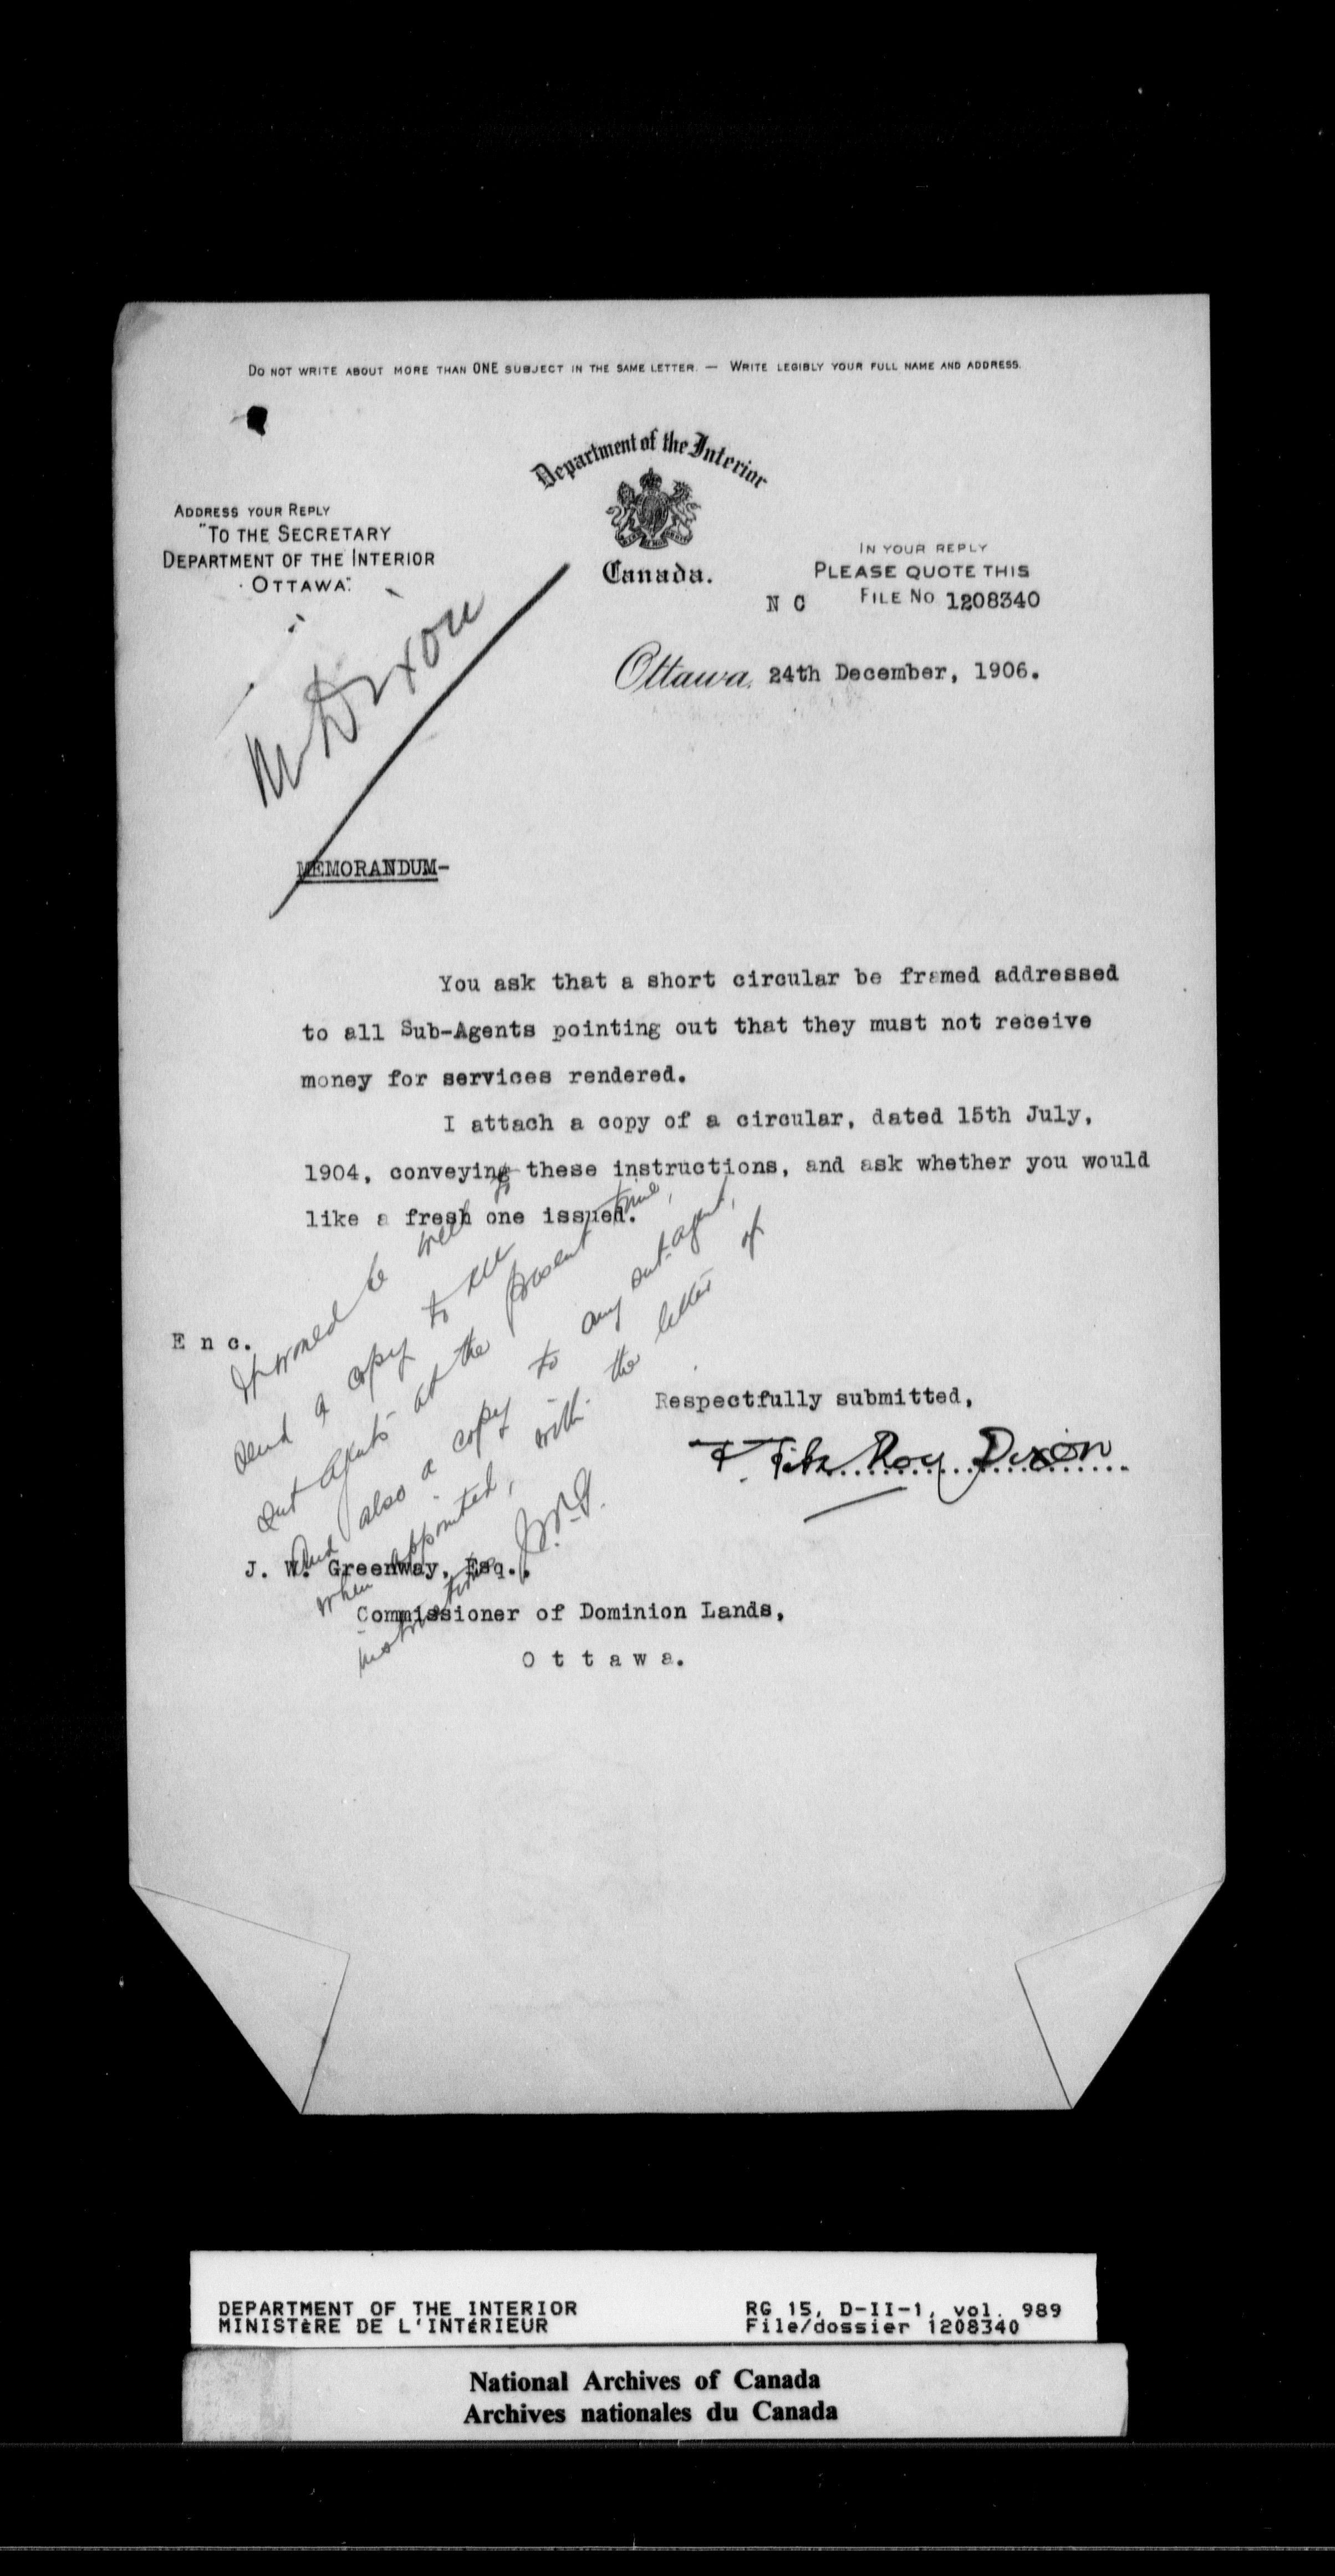 DO NOT WRITE ABOUT MORE THAN ONE SUBJECT IN THE SAME LETTER. — WRITE LEGIBLY YOUR FULL NAME AND ADDRESS.
Department of the Interior
Canada.
ADDRESS YOUR REPLY
"TO THE SECRETARY
DEPARTMENT OF THE INTERIOR
OTTAWA."
IN YOUR REPLY
PLEASE QUOTE THIS
N C FILE No 1208340
Ottawa, 24th December, 1906.
Mr Dixon
MEMORANDUM-
You ask that a short circular be framed addressed
to all Sub-Agents pointing out that they must not receive
money for services rendered.
I attach a copy of a circular, dated 15th July,
1904, conveying these instructions, and ask whether you would
like a fresh one issued.
It would be well to
send a copy to all
Sub agents at the present time,
and also a copy to any sub-agent,
when appointed, with the letter of
instructions J.W.G.
E n c.
Respectfully submitted,
F. Fitz Roy Dixon
J. W. Greenway, Esq.,
Commissioner of Dominion Lands,
O t t a w a.
DEPARTMENT OF THE INTERIOR
MINISTÈRE DE L'INTÉRIEUR
RG 15, D-II-1, vol. 989
File/dossier 1208340
National Archives of Canada
Archives nationales du Canada